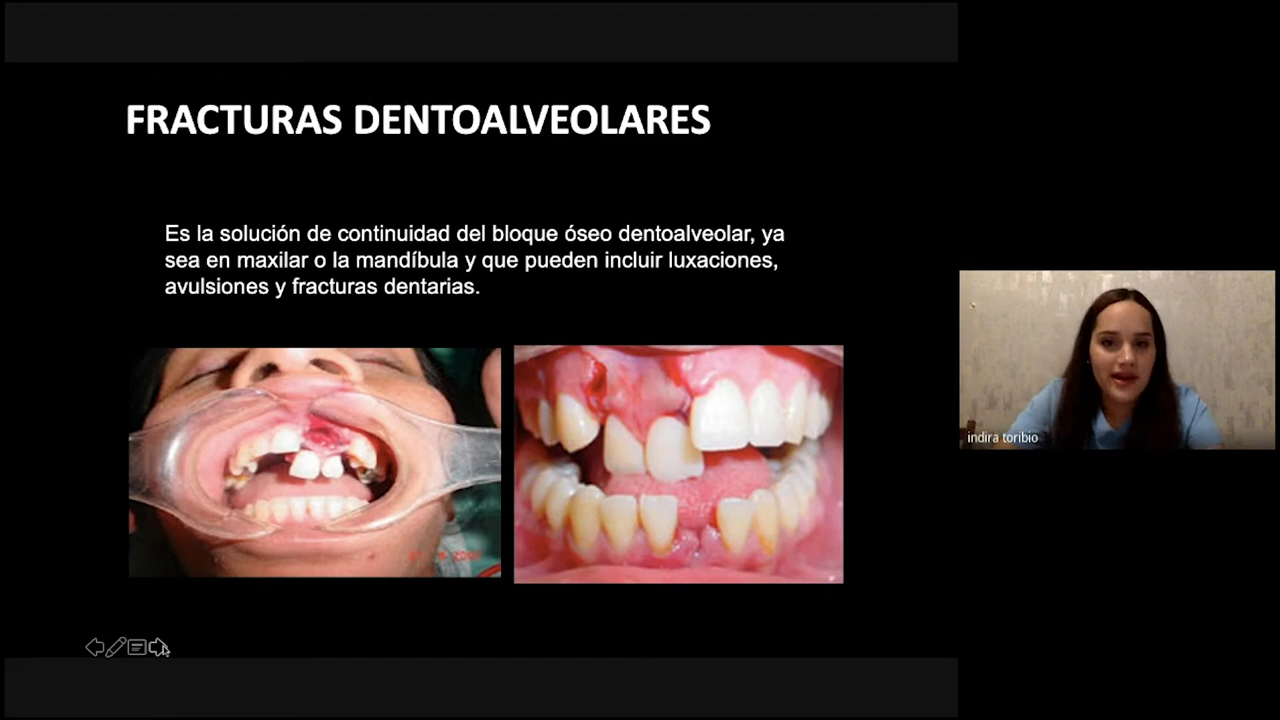 FRACTURAS DENTOALVEOLARES
Es la solución de continuidad del bloque óseo dentoalveolar, ya
sea en maxilar o la mandíbula y que pueden incluir luxaciones,
avulsiones y fracturas dentarias.
indira toribio